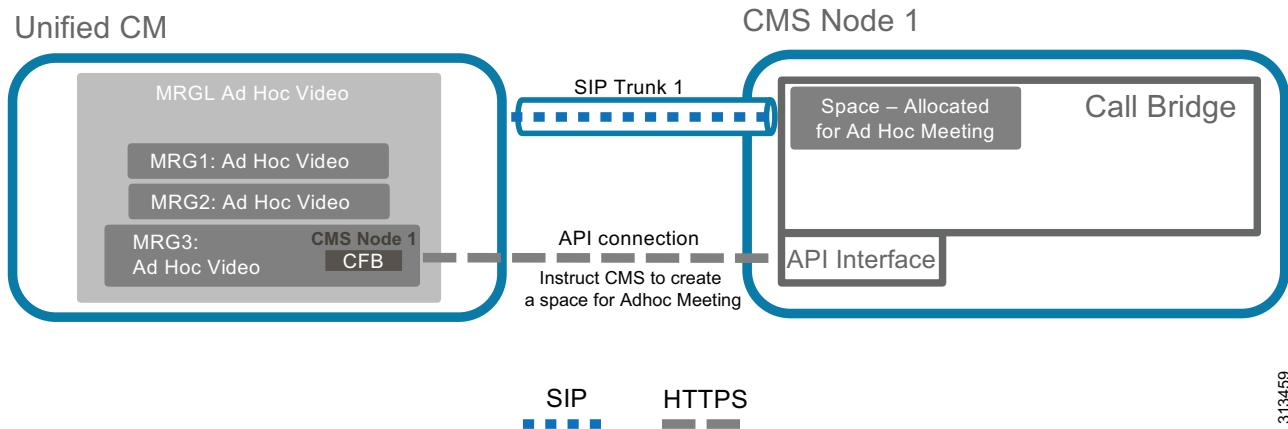 Unified CM
CMS Node 1
MRGL Ad Hoc Video
SIP Trunk 1
Space – Allocated
for Ad Hoc Meeting
Call Bridge
MRG1: Ad Hoc Video
MRG2: Ad Hoc Video
MRG3:
Ad Hoc Video
CMS Node 1
CFB
API connection
Instruct CMS to create
a space for Adhoc Meeting
API Interface
SIP
HTTPS
313459